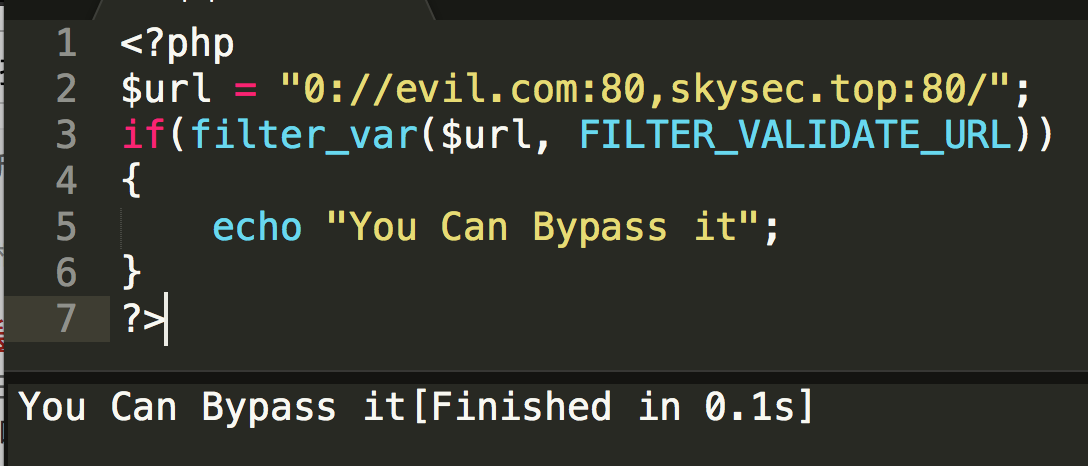 1 <?php
2 $url = "0://evil.com:80,skysec.top:80/";
3 if(filter_var($url, FILTER_VALIDATE_URL))
4 {
5     echo "You Can Bypass it";
6 }
7 ?>
You Can Bypass it[Finished in 0.1s]